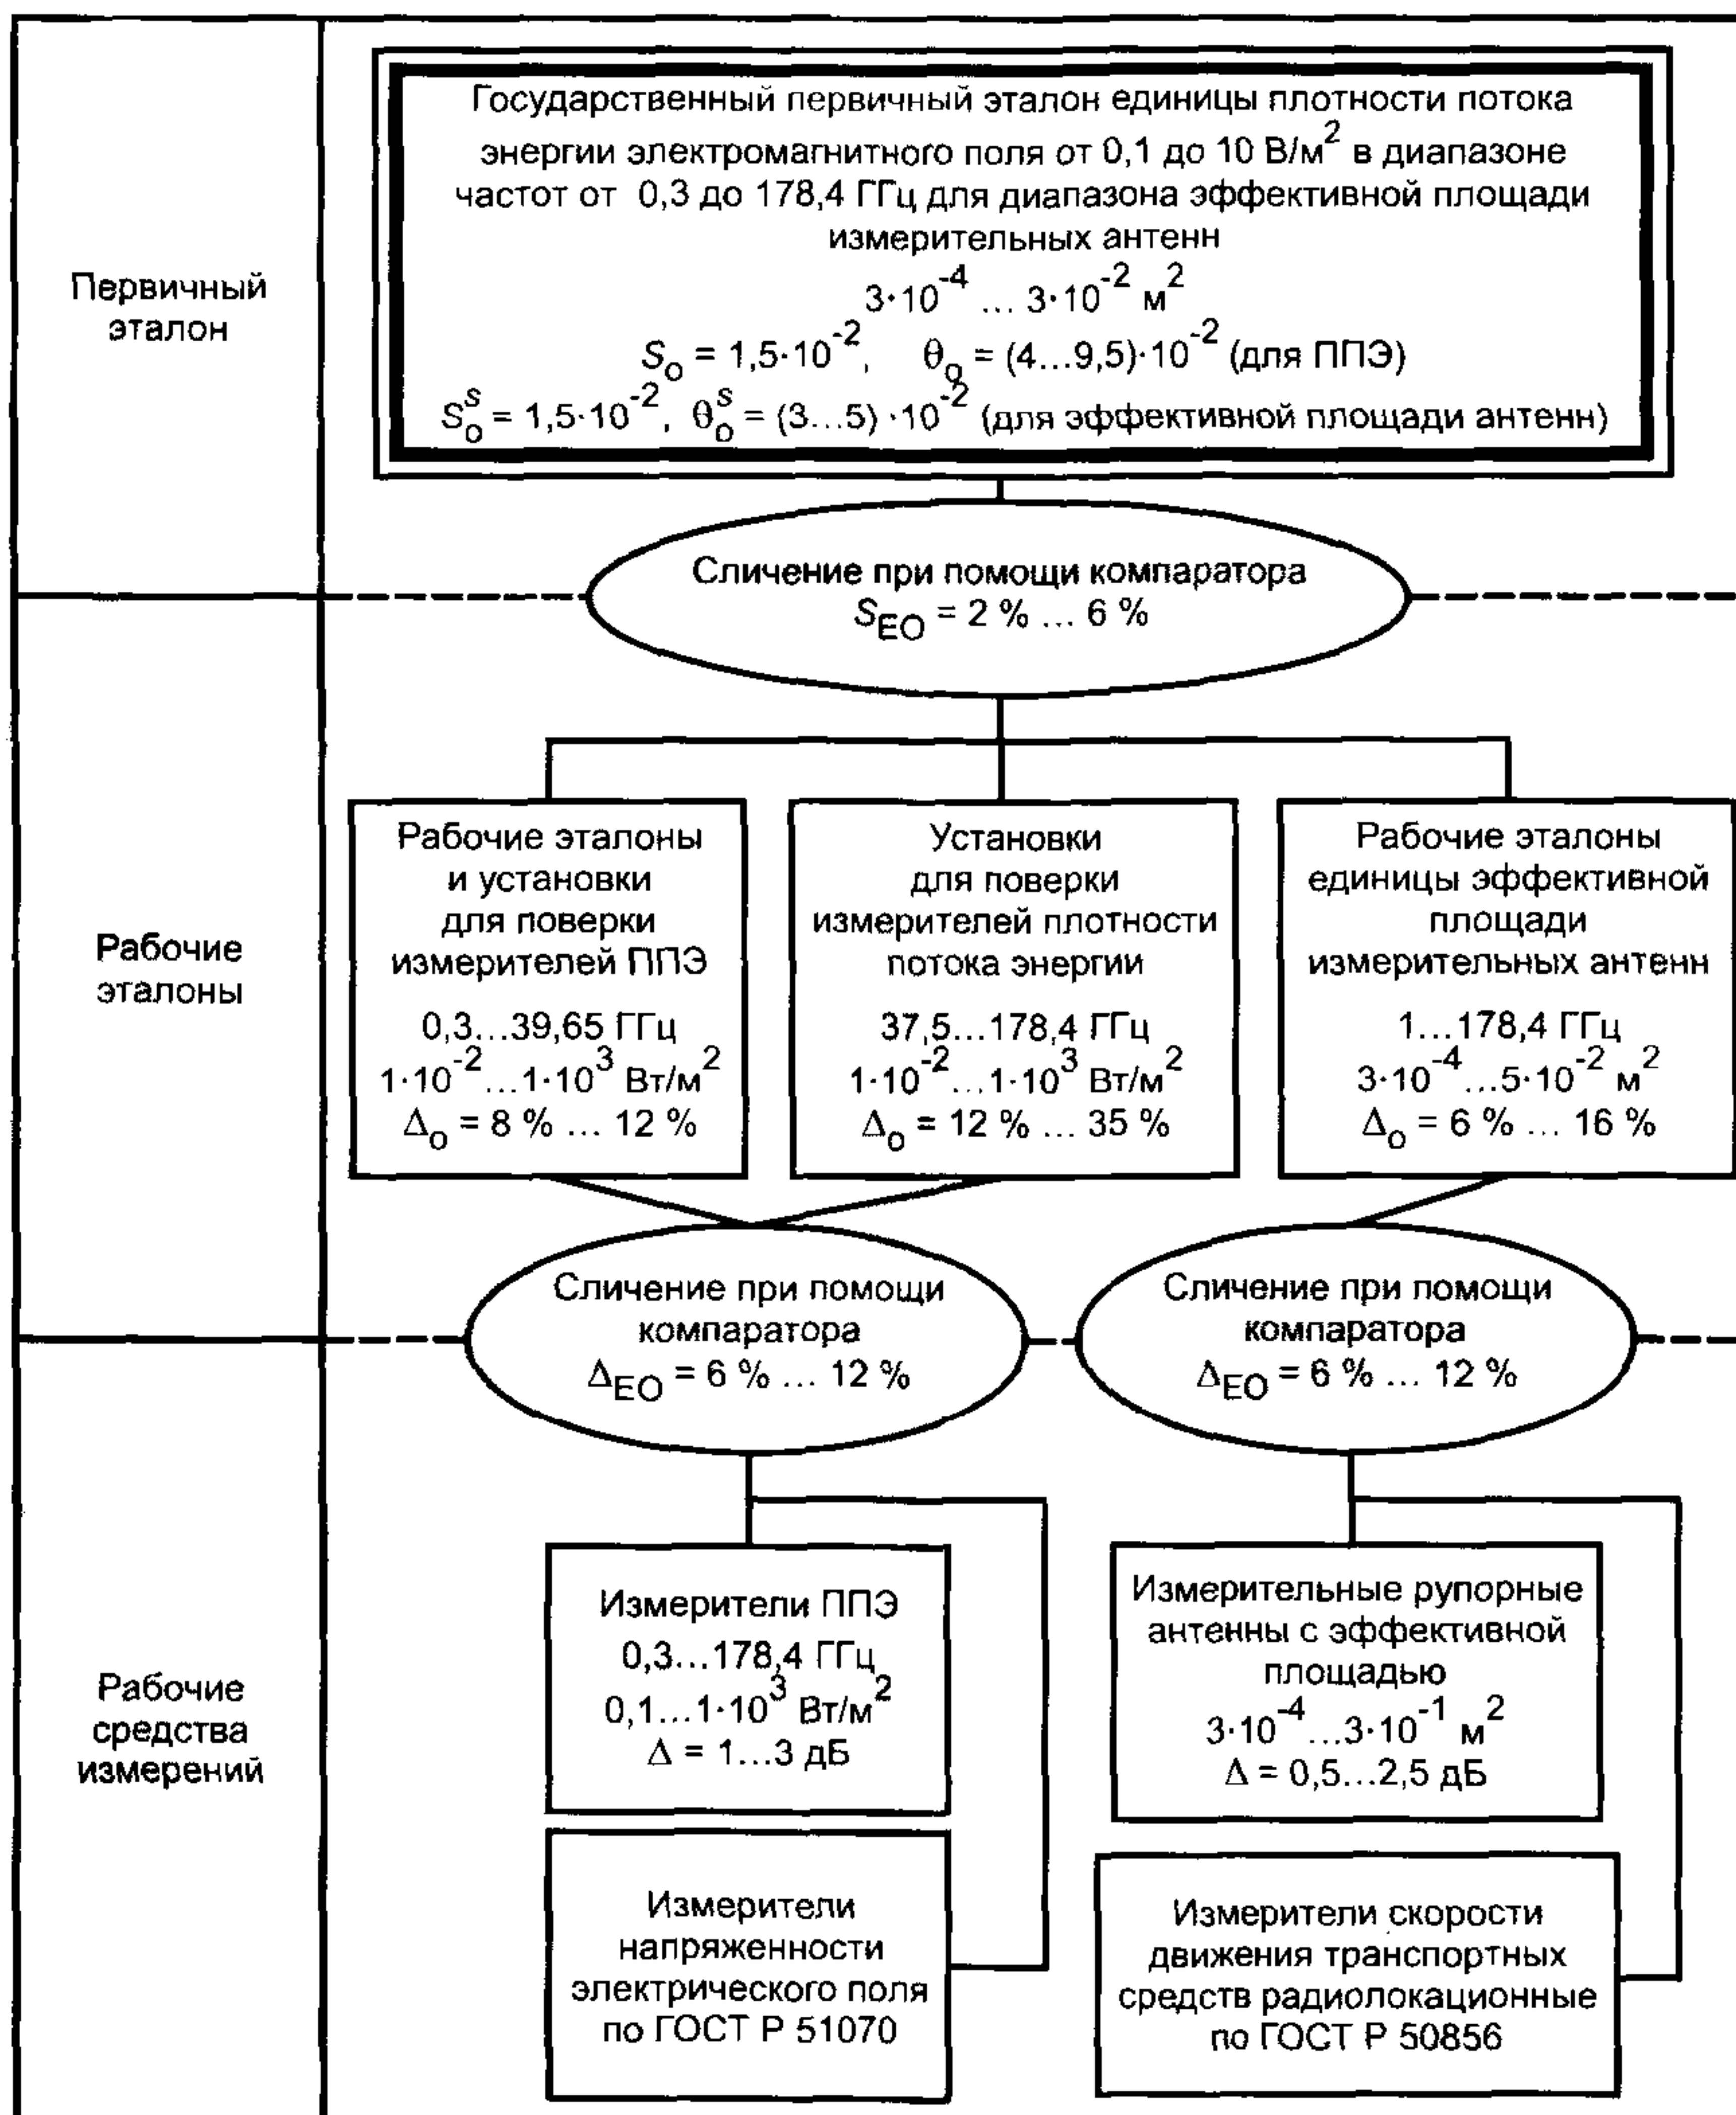 Первичный
эталон
Государственный первичный эталон единицы плотности потока
энергии электромагнитного поля от 0,1 до 10 В/м² в диапазоне
частот от 0,3 до 178,4 ГГц для диапазона эффективной площади
измерительных антенн
3·10⁻⁴ ... 3·10⁻² м²
Sₒ = 1,5·10⁻², θₒ = (4...9,5)·10⁻² (для ППЭ)
Sₒˢ = 1,5·10⁻², θₒˢ = (3...5) ·10⁻² (для эффективной площади антенн)
Сличение при помощи компаратора
S_EO = 2 % ... 6 %
Рабочие
эталоны
Рабочие эталоны
и установки
для поверки
измерителей ППЭ
0,3...39,65 ГГц
1·10⁻²...1·10³ Вт/м²
Δₒ = 8 % ... 12 %
Установки
для поверки
измерителей плотности
потока энергии
37,5...178,4 ГГц
1·10⁻²...1·10³ Вт/м²
Δₒ = 12 % ... 35 %
Рабочие эталоны
единицы эффективной
площади
измерительных антенн
1...178,4 ГГц
3·10⁻⁴...5·10⁻² м²
Δₒ = 6 % ... 16 %
Сличение при помощи
компаратора
Δ_EO = 6 % ... 12 %
Сличение при помощи
компаратора
Δ_EO = 6 % ... 12 %
Рабочие
средства
измерений
Измерители ППЭ
0,3...178,4 ГГц
0,1...1·10³ Вт/м²
Δ = 1...3 дБ
Измерительные рупорные
антенны с эффективной
площадью
3·10⁻⁴...3·10⁻¹ м²
Δ = 0,5...2,5 дБ
Измерители
напряженности
электрического поля
по ГОСТ Р 51070
Измерители скорости
движения транспортных
средств радиолокационные
по ГОСТ Р 50856